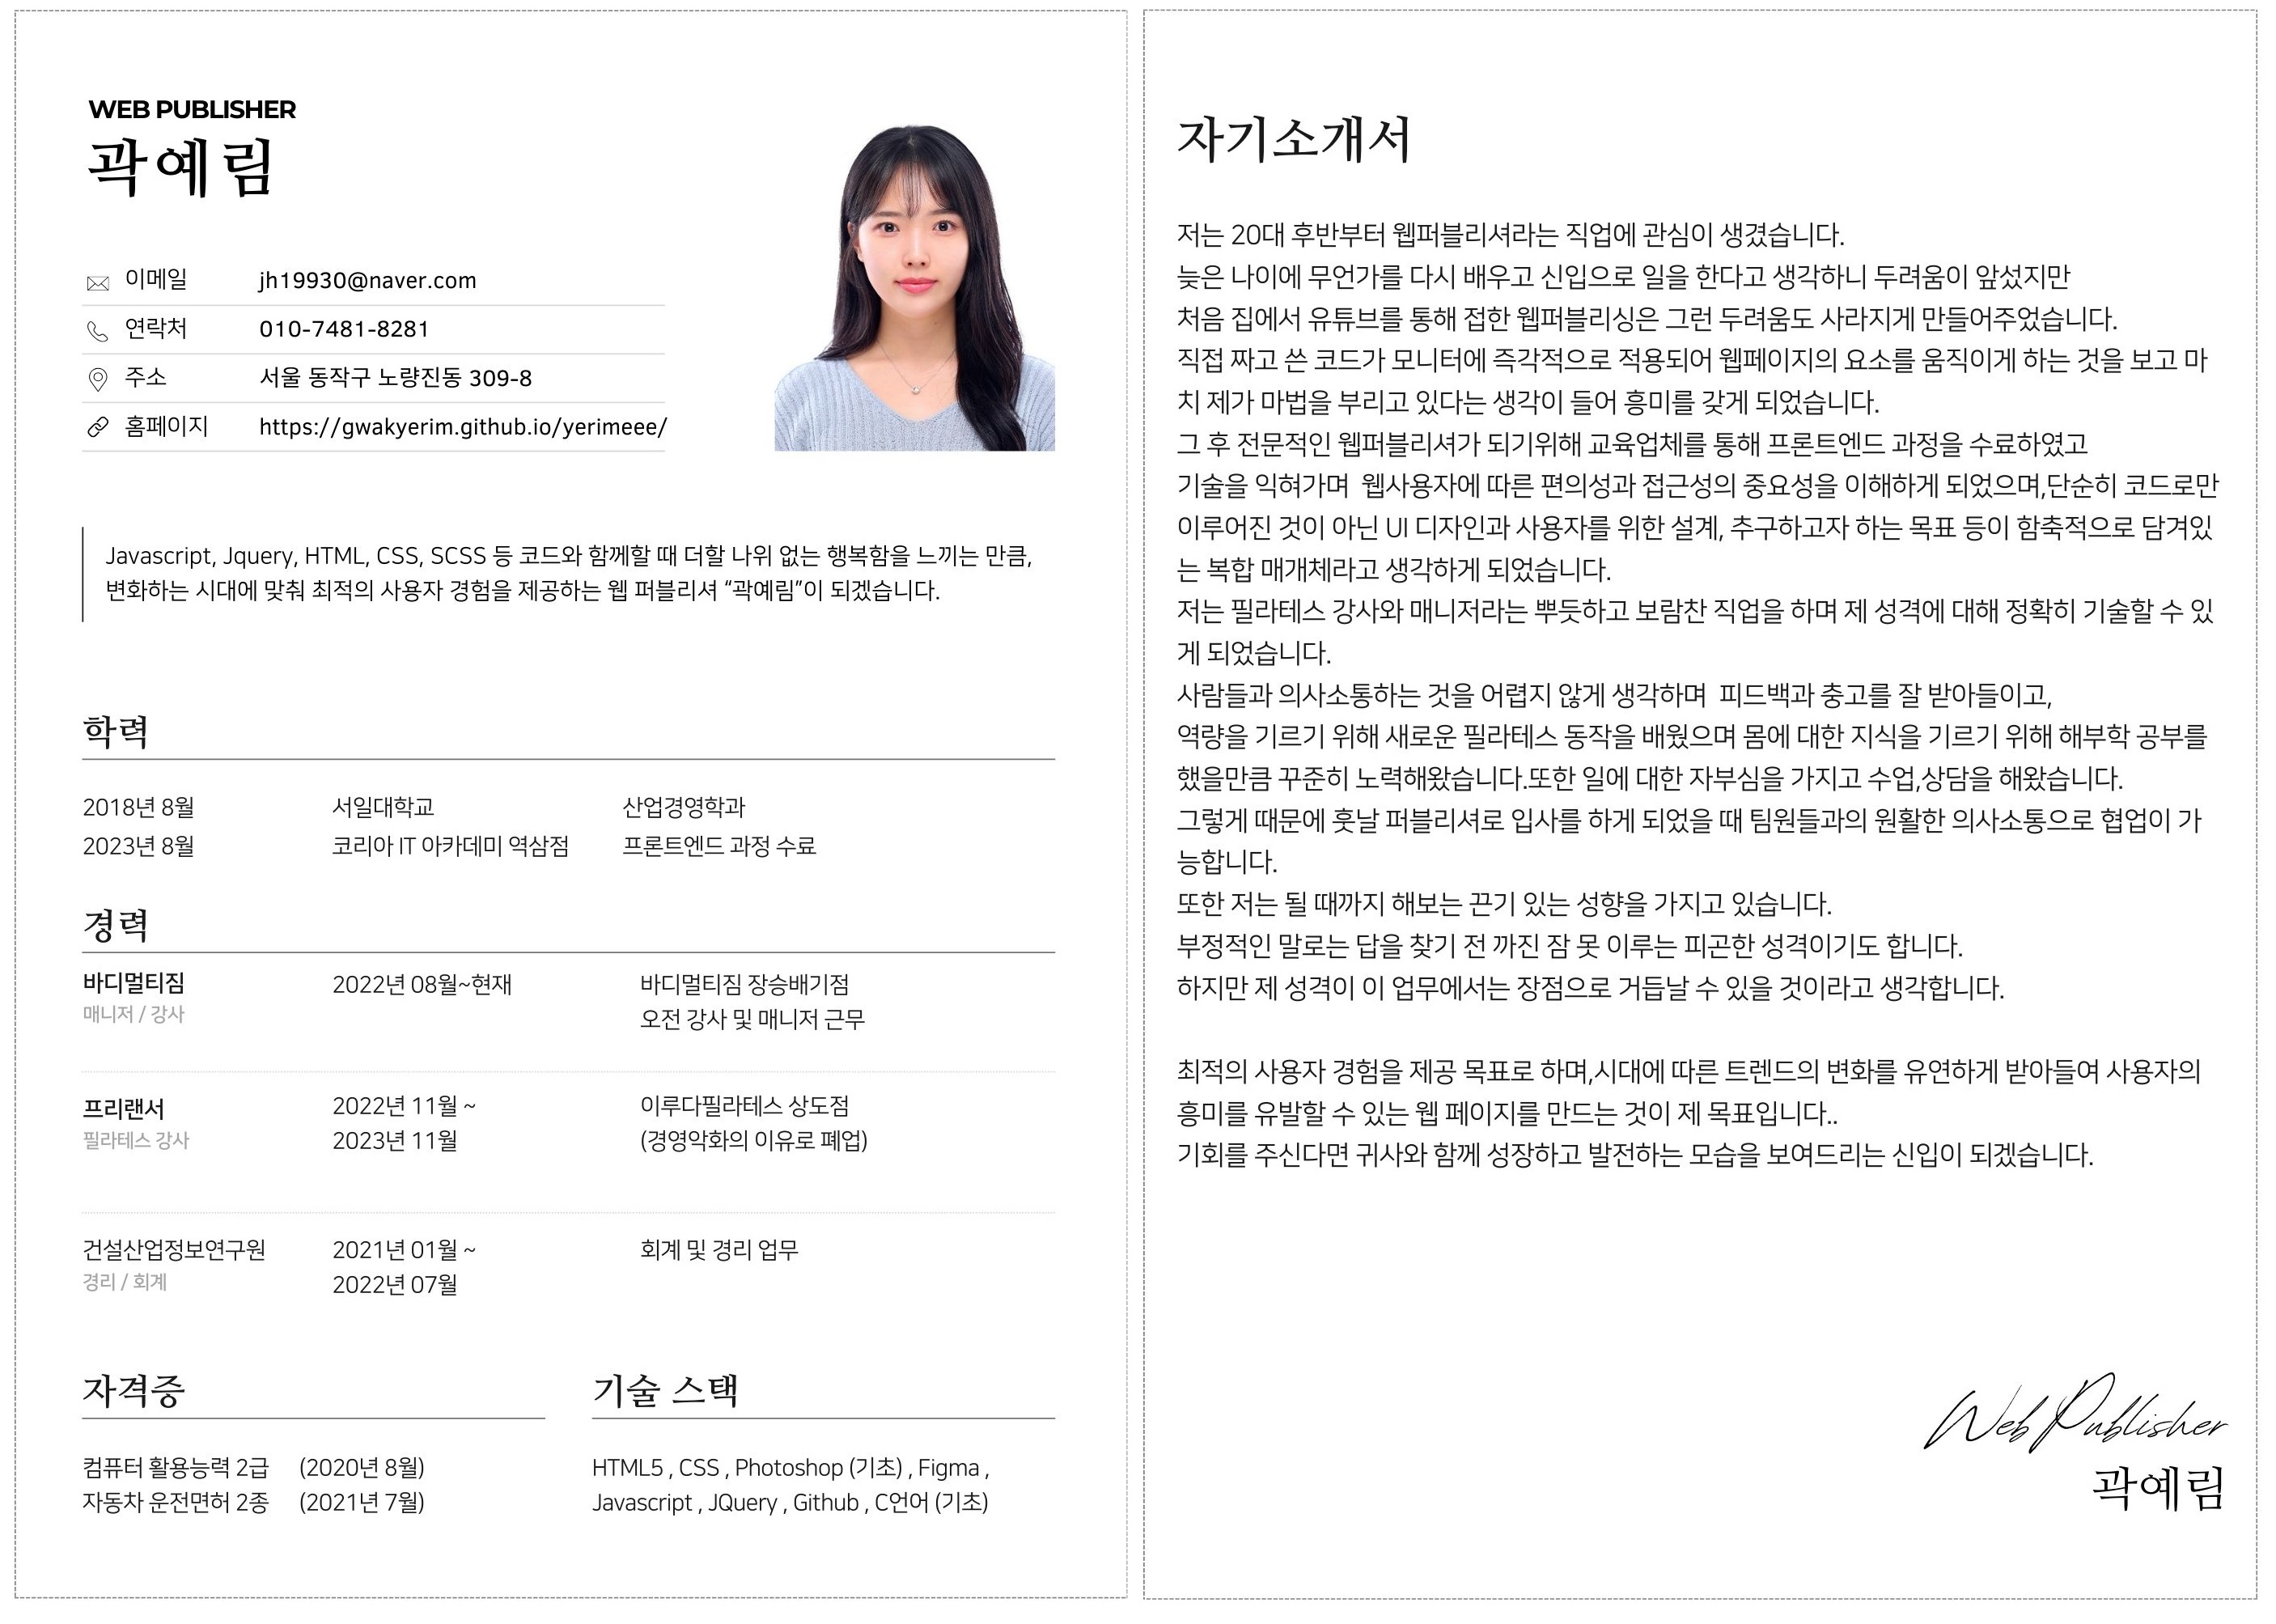 WEB PUBLISHER
곽예림
이메일 jh19930@naver.com
연락처 010-7481-8281
주소 서울 동작구 노량진동 309-8
홈페이지 https://gwakyerim.github.io/yerimeee/
Javascript, Jquery, HTML, CSS, SCSS 등 코드와 함께할 때 더할 나위 없는 행복함을 느끼는 만큼,
변화하는 시대에 맞춰 최적의 사용자 경험을 제공하는 웹 퍼블리셔 “곽예림”이 되겠습니다.
학력
2018년 8월 서일대학교 산업경영학과
2023년 8월 코리아 IT 아카데미 역삼점 프론트엔드 과정 수료
경력
바디멀티짐 2022년 08월~현재 바디멀티짐 장승배기점
매니저 / 강사 오전 강사 및 매니저 근무
프리랜서 2022년 11월 ~ 이루다필라테스 상도점
필라테스 강사 2023년 11월 (경영악화의 이유로 폐업)
건설산업정보연구원 2021년 01월 ~ 회계 및 경리 업무
경리 / 회계 2022년 07월
자격증
컴퓨터 활용능력 2급 (2020년 8월)
자동차 운전면허 2종 (2021년 7월)
기술 스택
HTML5 , CSS , Photoshop (기초) , Figma ,
Javascript , JQuery , Github , C언어 (기초)
자기소개서
저는 20대 후반부터 웹퍼블리셔라는 직업에 관심이 생겼습니다.
늦은 나이에 무언가를 다시 배우고 신입으로 일을 한다고 생각하니 두려움이 앞섰지만
처음 집에서 유튜브를 통해 접한 웹퍼블리싱은 그런 두려움도 사라지게 만들어주었습니다.
직접 짜고 쓴 코드가 모니터에 즉각적으로 적용되어 웹페이지의 요소를 움직이게 하는 것을 보고 마
치 제가 마법을 부리고 있다는 생각이 들어 흥미를 갖게 되었습니다.
그 후 전문적인 웹퍼블리셔가 되기위해 교육업체를 통해 프론트엔드 과정을 수료하였고
기술을 익혀가며 웹사용자에 따른 편의성과 접근성의 중요성을 이해하게 되었으며,단순히 코드로만
이루어진 것이 아닌 UI 디자인과 사용자를 위한 설계, 추구하고자 하는 목표 등이 함축적으로 담겨있
는 복합 매개체라고 생각하게 되었습니다.
저는 필라테스 강사와 매니저라는 뿌듯하고 보람찬 직업을 하며 제 성격에 대해 정확히 기술할 수 있
게 되었습니다.
사람들과 의사소통하는 것을 어렵지 않게 생각하며 피드백과 충고를 잘 받아들이고,
역량을 기르기 위해 새로운 필라테스 동작을 배웠으며 몸에 대한 지식을 기르기 위해 해부학 공부를
했을만큼 꾸준히 노력해왔습니다.또한 일에 대한 자부심을 가지고 수업,상담을 해왔습니다.
그렇게 때문에 훗날 퍼블리셔로 입사를 하게 되었을 때 팀원들과의 원활한 의사소통으로 협업이 가
능합니다.
또한 저는 될 때까지 해보는 끈기 있는 성향을 가지고 있습니다.
부정적인 말로는 답을 찾기 전 까진 잠 못 이루는 피곤한 성격이기도 합니다.
하지만 제 성격이 이 업무에서는 장점으로 거듭날 수 있을 것이라고 생각합니다.
최적의 사용자 경험을 제공 목표로 하며,시대에 따른 트렌드의 변화를 유연하게 받아들여 사용자의
흥미를 유발할 수 있는 웹 페이지를 만드는 것이 제 목표입니다..
기회를 주신다면 귀사와 함께 성장하고 발전하는 모습을 보여드리는 신입이 되겠습니다.
Web Publisher
곽예림